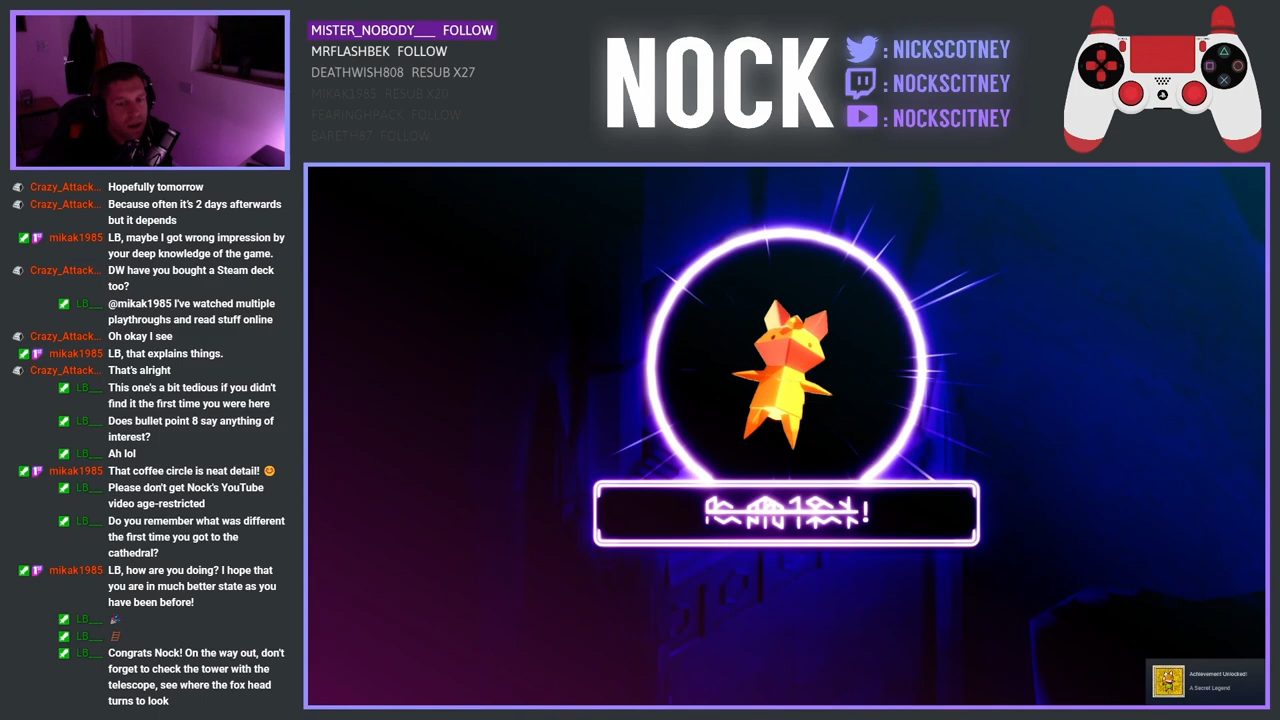 MISTER_NOBODY___ FOLLOW
MRFLASHBEK FOLLOW
DEATHWISH808 RESUB X27
MIKAK1985 RESUB X20
FEARINGHPACK FOLLOW
BARETH87 FOLLOW
NOCK
: NICKSCOTNEY
: NOCKSCITNEY
: NOCKSCITNEY
Crazy_Attack... Hopefully tomorrow
Crazy_Attack... Because often it's 2 days afterwards
but it depends
mikak1985 LB, maybe I got wrong impression by
your deep knowledge of the game.
Crazy_Attack... DW have you bought a Steam deck
too?
LB___ @mikak1985 I've watched multiple
playthroughs and read stuff online
Crazy_Attack... Oh okay I see
mikak1985 LB, that explains things.
Crazy_Attack... That's alright
LB___ This one's a bit tedious if you didn't
find it the first time you were here
LB___ Does bullet point 8 say anything of
interest?
LB___ Ah lol
mikak1985 That coffee circle is neat detail! 😊
LB___ Please don't get Nock's YouTube
video age-restricted
LB___ Do you remember what was different
the first time you got to the
cathedral?
mikak1985 LB, how are you doing? I hope that
you are in much better state as you
have been before!
LB___ 🎉
LB___ 🪜
LB___ Congrats Nock! On the way out, don't
forget to check the tower with the
telescope, see where the fox head
turns to look
Achievement Unlocked!
A Secret Legend